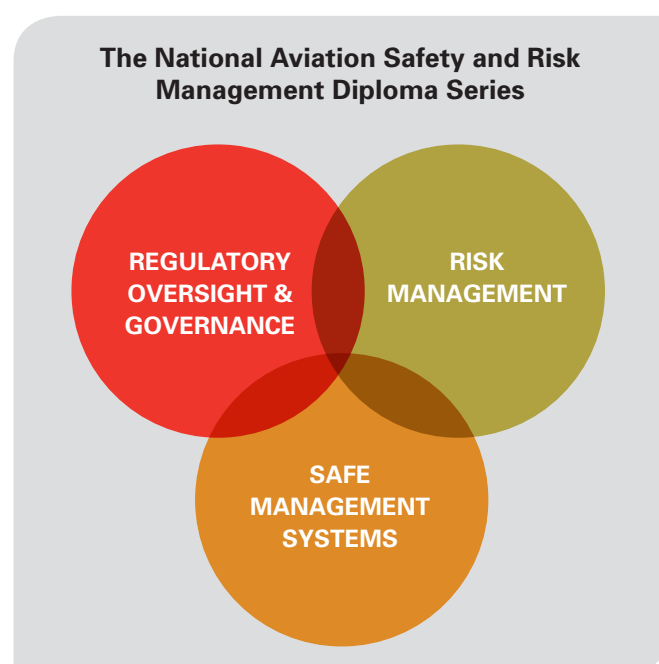 The National Aviation Safety and Risk
Management Diploma Series
REGULATORY
OVERSIGHT &
GOVERNANCE
RISK
MANAGEMENT
SAFE
MANAGEMENT
SYSTEMS